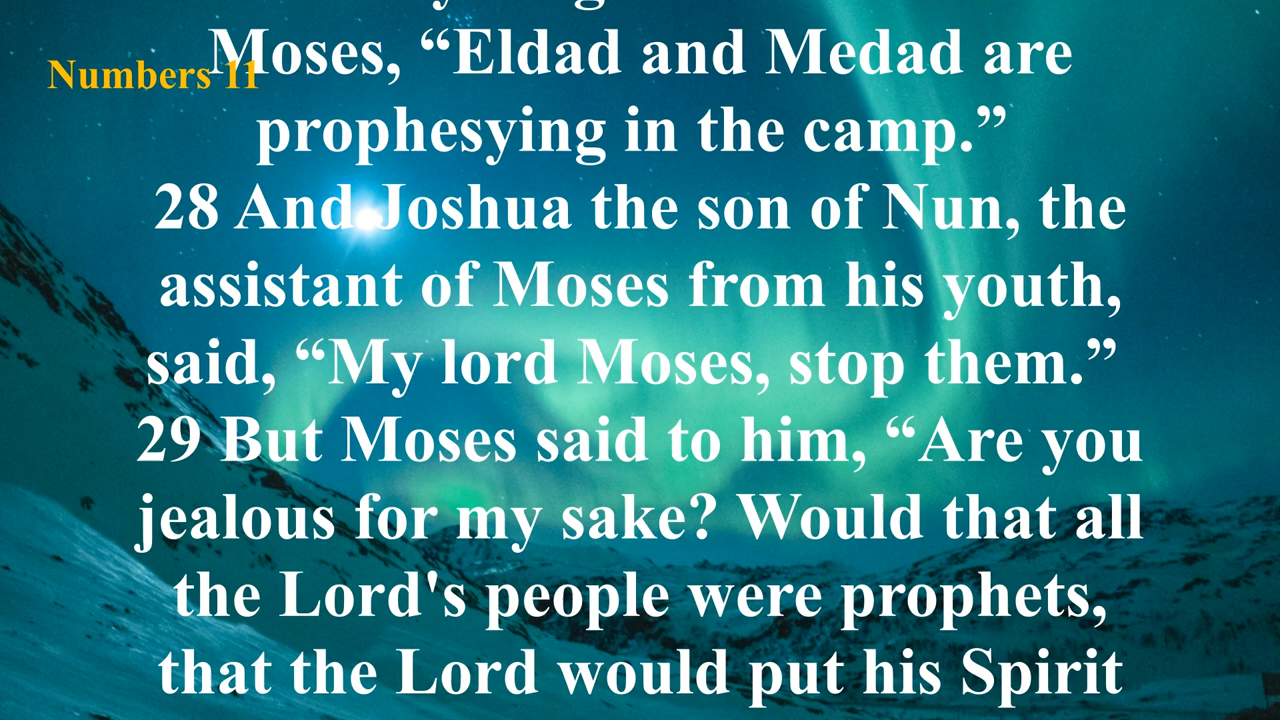 Moses, “Eldad and Medad are
Numbers 11
prophesying in the camp.”
28 And Joshua the son of Nun, the
assistant of Moses from his youth,
said, “My lord Moses, stop them.”
29 But Moses said to him, “Are you
jealous for my sake? Would that all
the Lord's people were prophets,
that the Lord would put his Spirit